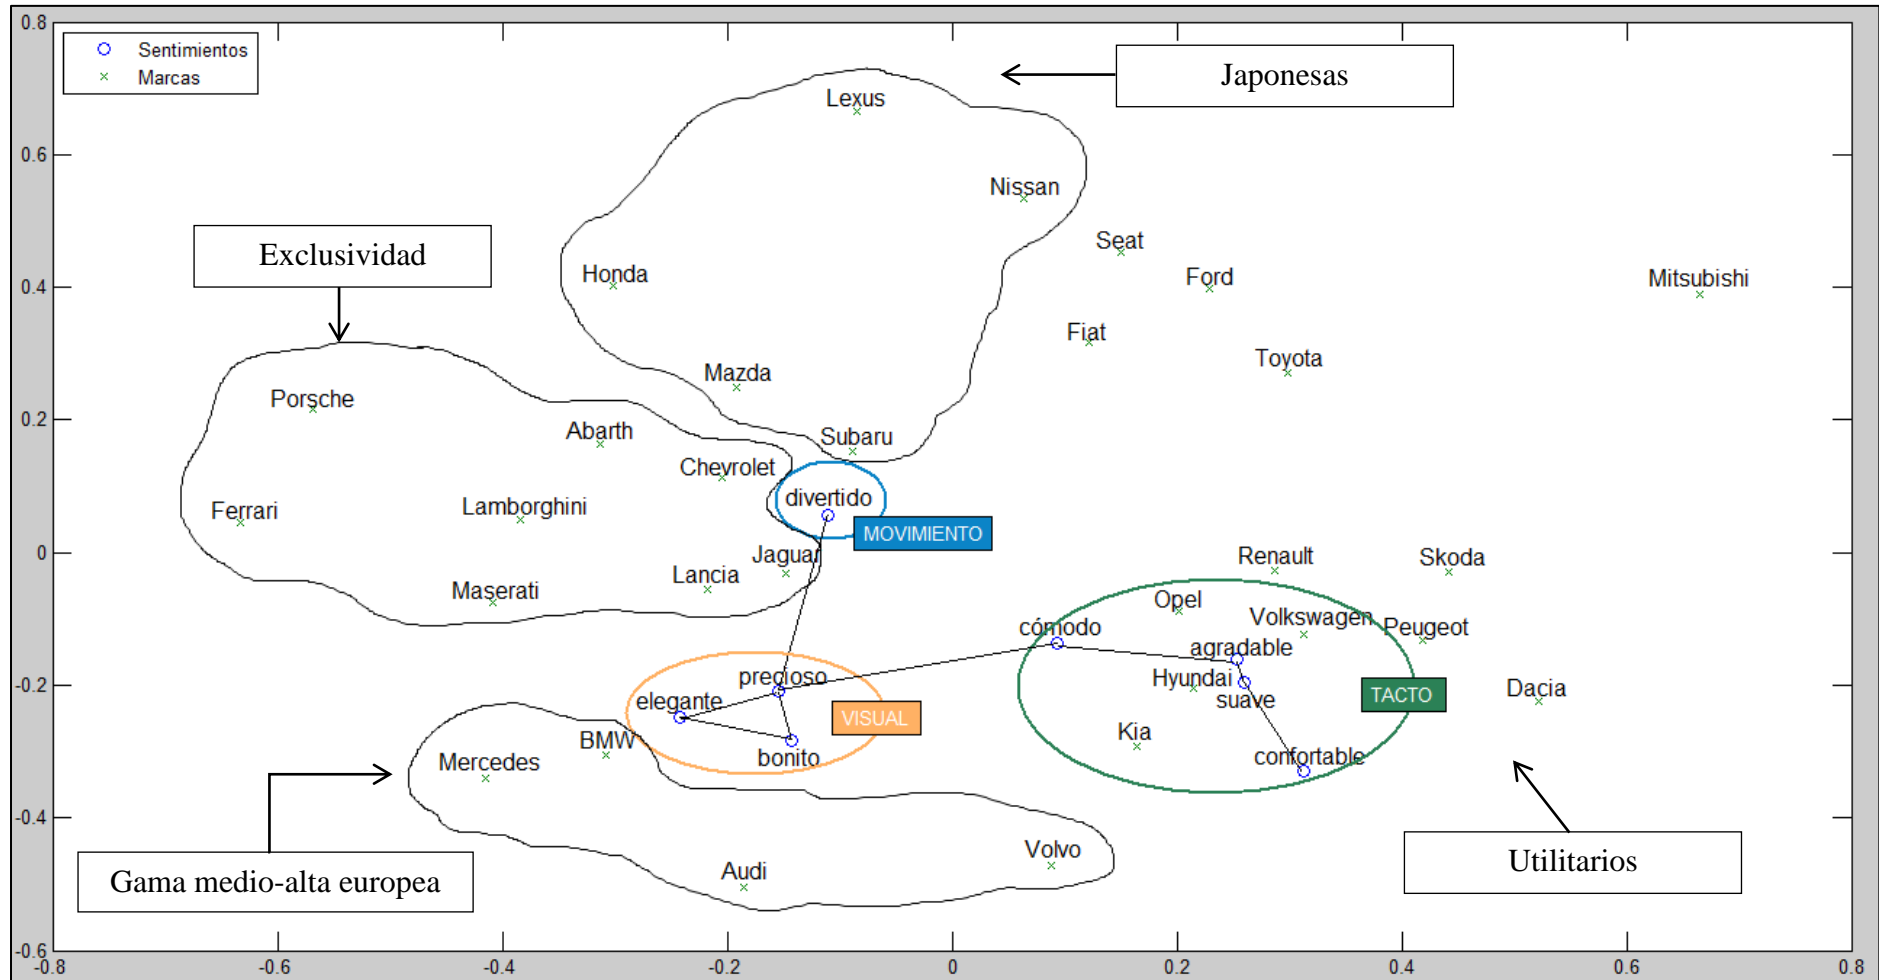 0.8
Sentimientos
Marcas
Japonesas
Lexus
0.6
Nissan
Seat
Exclusividad
Honda
Ford
Mitsubishi
0.4
Fiat
Toyota
Mazda
Porsche
0.2
Abarth
Subaru
Chevrolet
divertido
Ferrari
Lamborghini
MOVIMIENTO
0
Jaguar
Renault
Skoda
Lancia
Maserati
Opel
Volkswagen
cómodo
Peugeot
agradable
precioso
Hyundai
-0.2
elegante
suave
TACTO
Dacia
VISUAL
BMW
Kia
bonito
confortable
Mercedes
-0.4
Volvo
Utilitarios
Audi
Gama medio-alta europea
-0.6
-0.8
-0.6
-0.4
-0.2
0
0.2
0.4
0.6
0.8